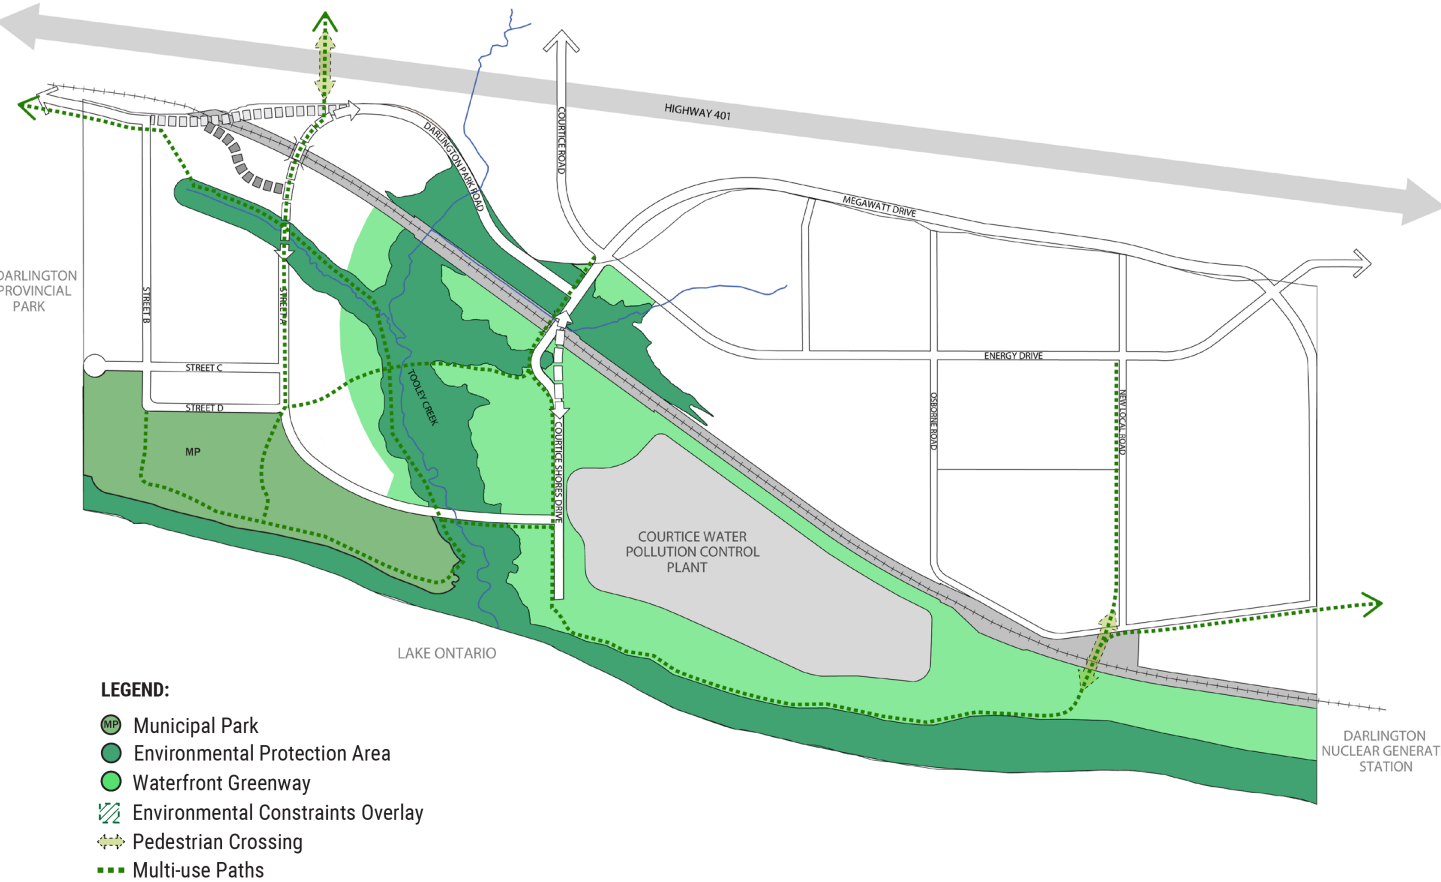 HIGHWAY 401
COURTICE ROAD
DARLINGTON PARK ROAD
MEGAWATT DRIVE
DARLINGTON
PROVINCIAL
PARK
STREET B
STREET A
STREET C
STREET D
ENERGY DRIVE
TOOLEY CREEK
OSBORNE ROAD
NEW LOCAL ROAD
COURTICE SHORES DRIVE
MP
COURTICE WATER
POLLUTION CONTROL
PLANT
LAKE ONTARIO
DARLINGTON
NUCLEAR GENERAT
STATION
LEGEND:
MP Municipal Park
Environmental Protection Area
Waterfront Greenway
Environmental Constraints Overlay
Pedestrian Crossing
Multi-use Paths